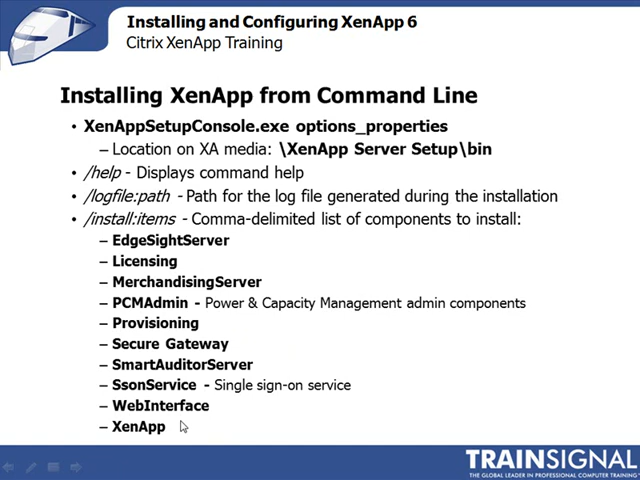 Installing and Configuring XenApp 6
Citrix XenApp Training
Installing XenApp from Command Line
• XenAppSetupConsole.exe options_properties
– Location on XA media: \XenApp Server Setup\bin
• /help - Displays command help
• /logfile:path - Path for the log file generated during the installation
• /install:items - Comma-delimited list of components to install:
– EdgeSightServer
– Licensing
– MerchandisingServer
– PCMAdmin - Power & Capacity Management admin components
– Provisioning
– Secure Gateway
– SmartAuditorServer
– SsonService - Single sign-on service
– WebInterface
– XenApp
TRAINSIGNAL
THE GLOBAL LEADER IN PROFESSIONAL COMPUTER TRAINING